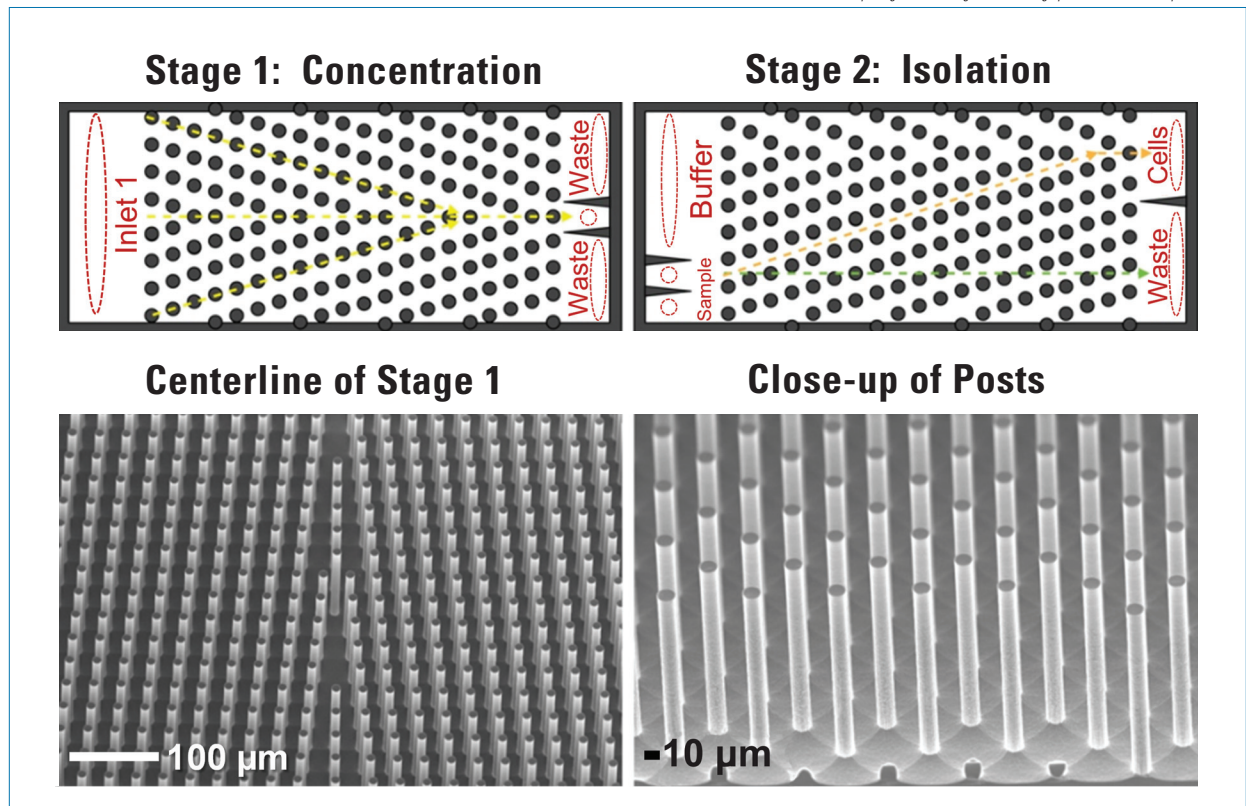 Stage 1: Concentration
Stage 2: Isolation
Inlet 1
Waste
Waste
Buffer
Sample
Cells
Waste
Centerline of Stage 1
Close-up of Posts
100 µm
10 µm